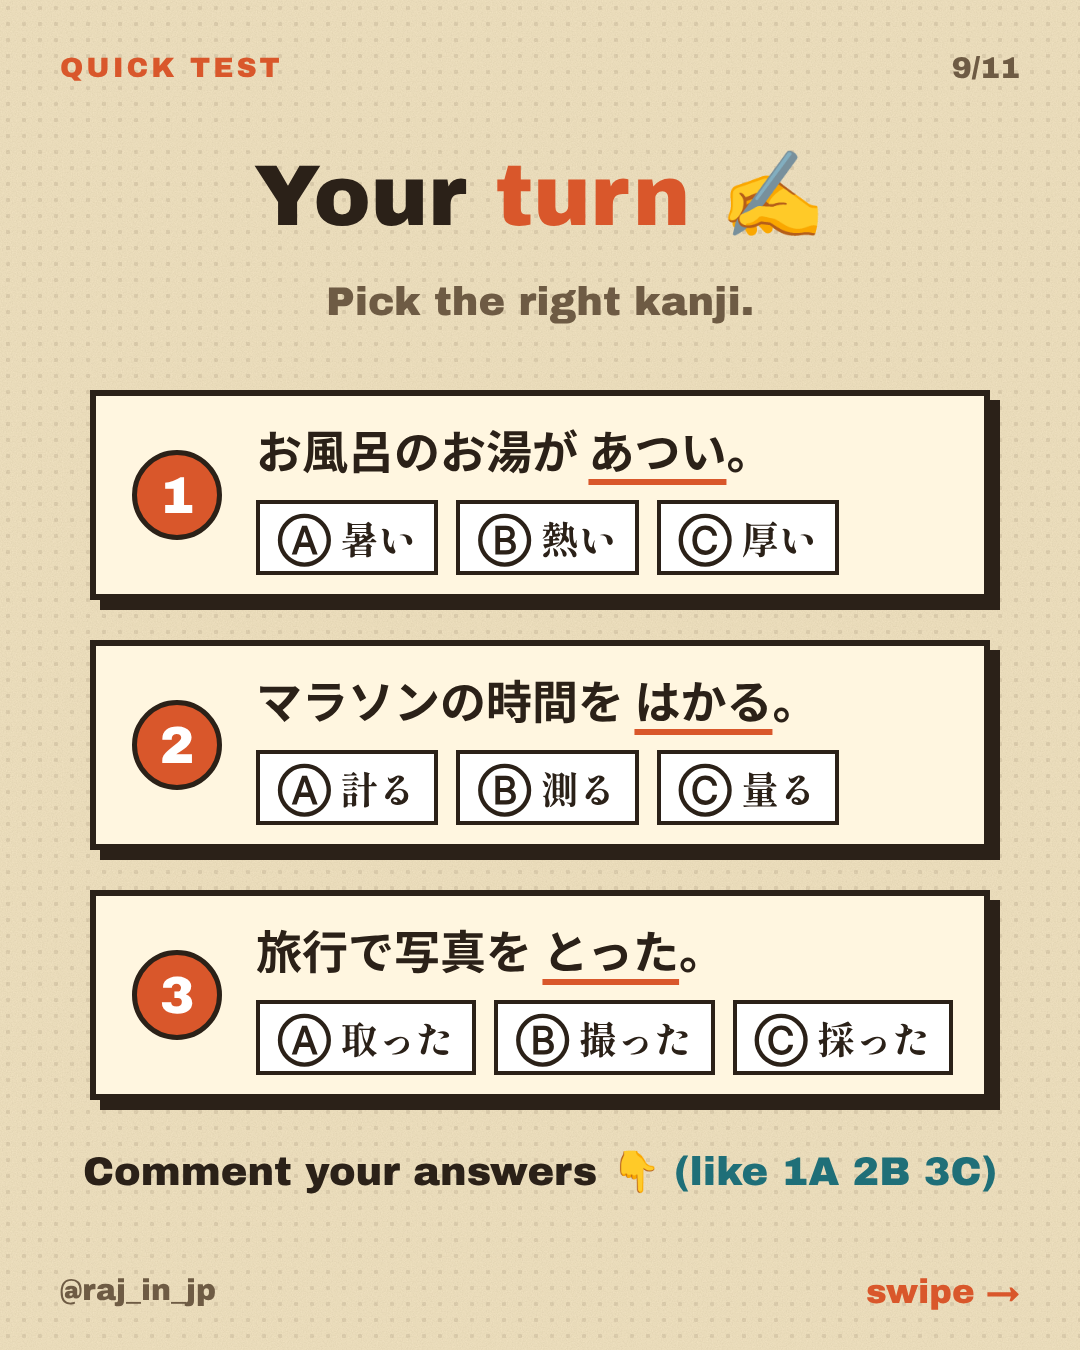 QUICK TEST
9/11
Your turn ✍️
Pick the right kanji.
1
お風呂のお湯が あつい。
Ⓐ 暑い Ⓑ 熱い Ⓒ 厚い
2
マラソンの時間を はかる。
Ⓐ 計る Ⓑ 測る Ⓒ 量る
3
旅行で写真を とった。
Ⓐ 取った Ⓑ 撮った Ⓒ 採った
Comment your answers 👇 (like 1A 2B 3C)
@raj_in_jp
swipe →